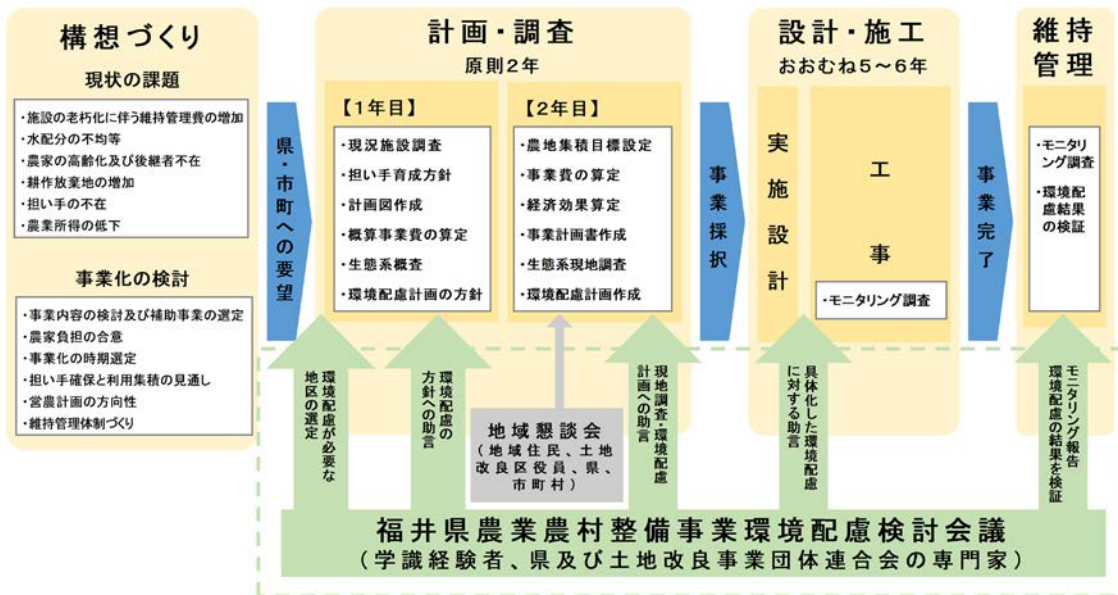 構想づくり
現状の課題
・施設の老朽化に伴う維持管理費の増加
・水配分の不均等
・農家の高齢化及び後継者不在
・耕作放棄地の増加
・担い手の不在
・農業所得の低下
事業化の検討
・事業内容の検討及び補助事業の選定
・農家負担の合意
・事業化の時期選定
・担い手確保と利用集積の見通し
・営農計画の方向性
・維持管理体制づくり
県・市町への要望
計画・調査
原則2年
【1年目】
・現況施設調査
・担い手育成方針
・計画図作成
・概算事業費の算定
・生態系概査
・環境配慮計画の方針
【2年目】
・農地集積目標設定
・事業費の算定
・経済効果算定
・事業計画書作成
・生態系現地調査
・環境配慮計画作成
事業採択
設計・施工
おおむね5～6年
実施設計
工事
・モニタリング調査
事業完了
維持
管理
・モニタリ
ング調査
・環境配
慮結果
の検証
環境配慮が必要な
地区の選定
環境配慮の
方針への助言
地域懇談会
（地域住民、土地
改良区役員、県、
市町村）
現地調査・環境配慮
計画への助言
具体化した環境配慮
に対する助言
モニタリング報告
環境配慮の結果を検証
福井県農業農村整備事業環境配慮検討会議
（学識経験者、県及び土地改良事業団体連合会の専門家）